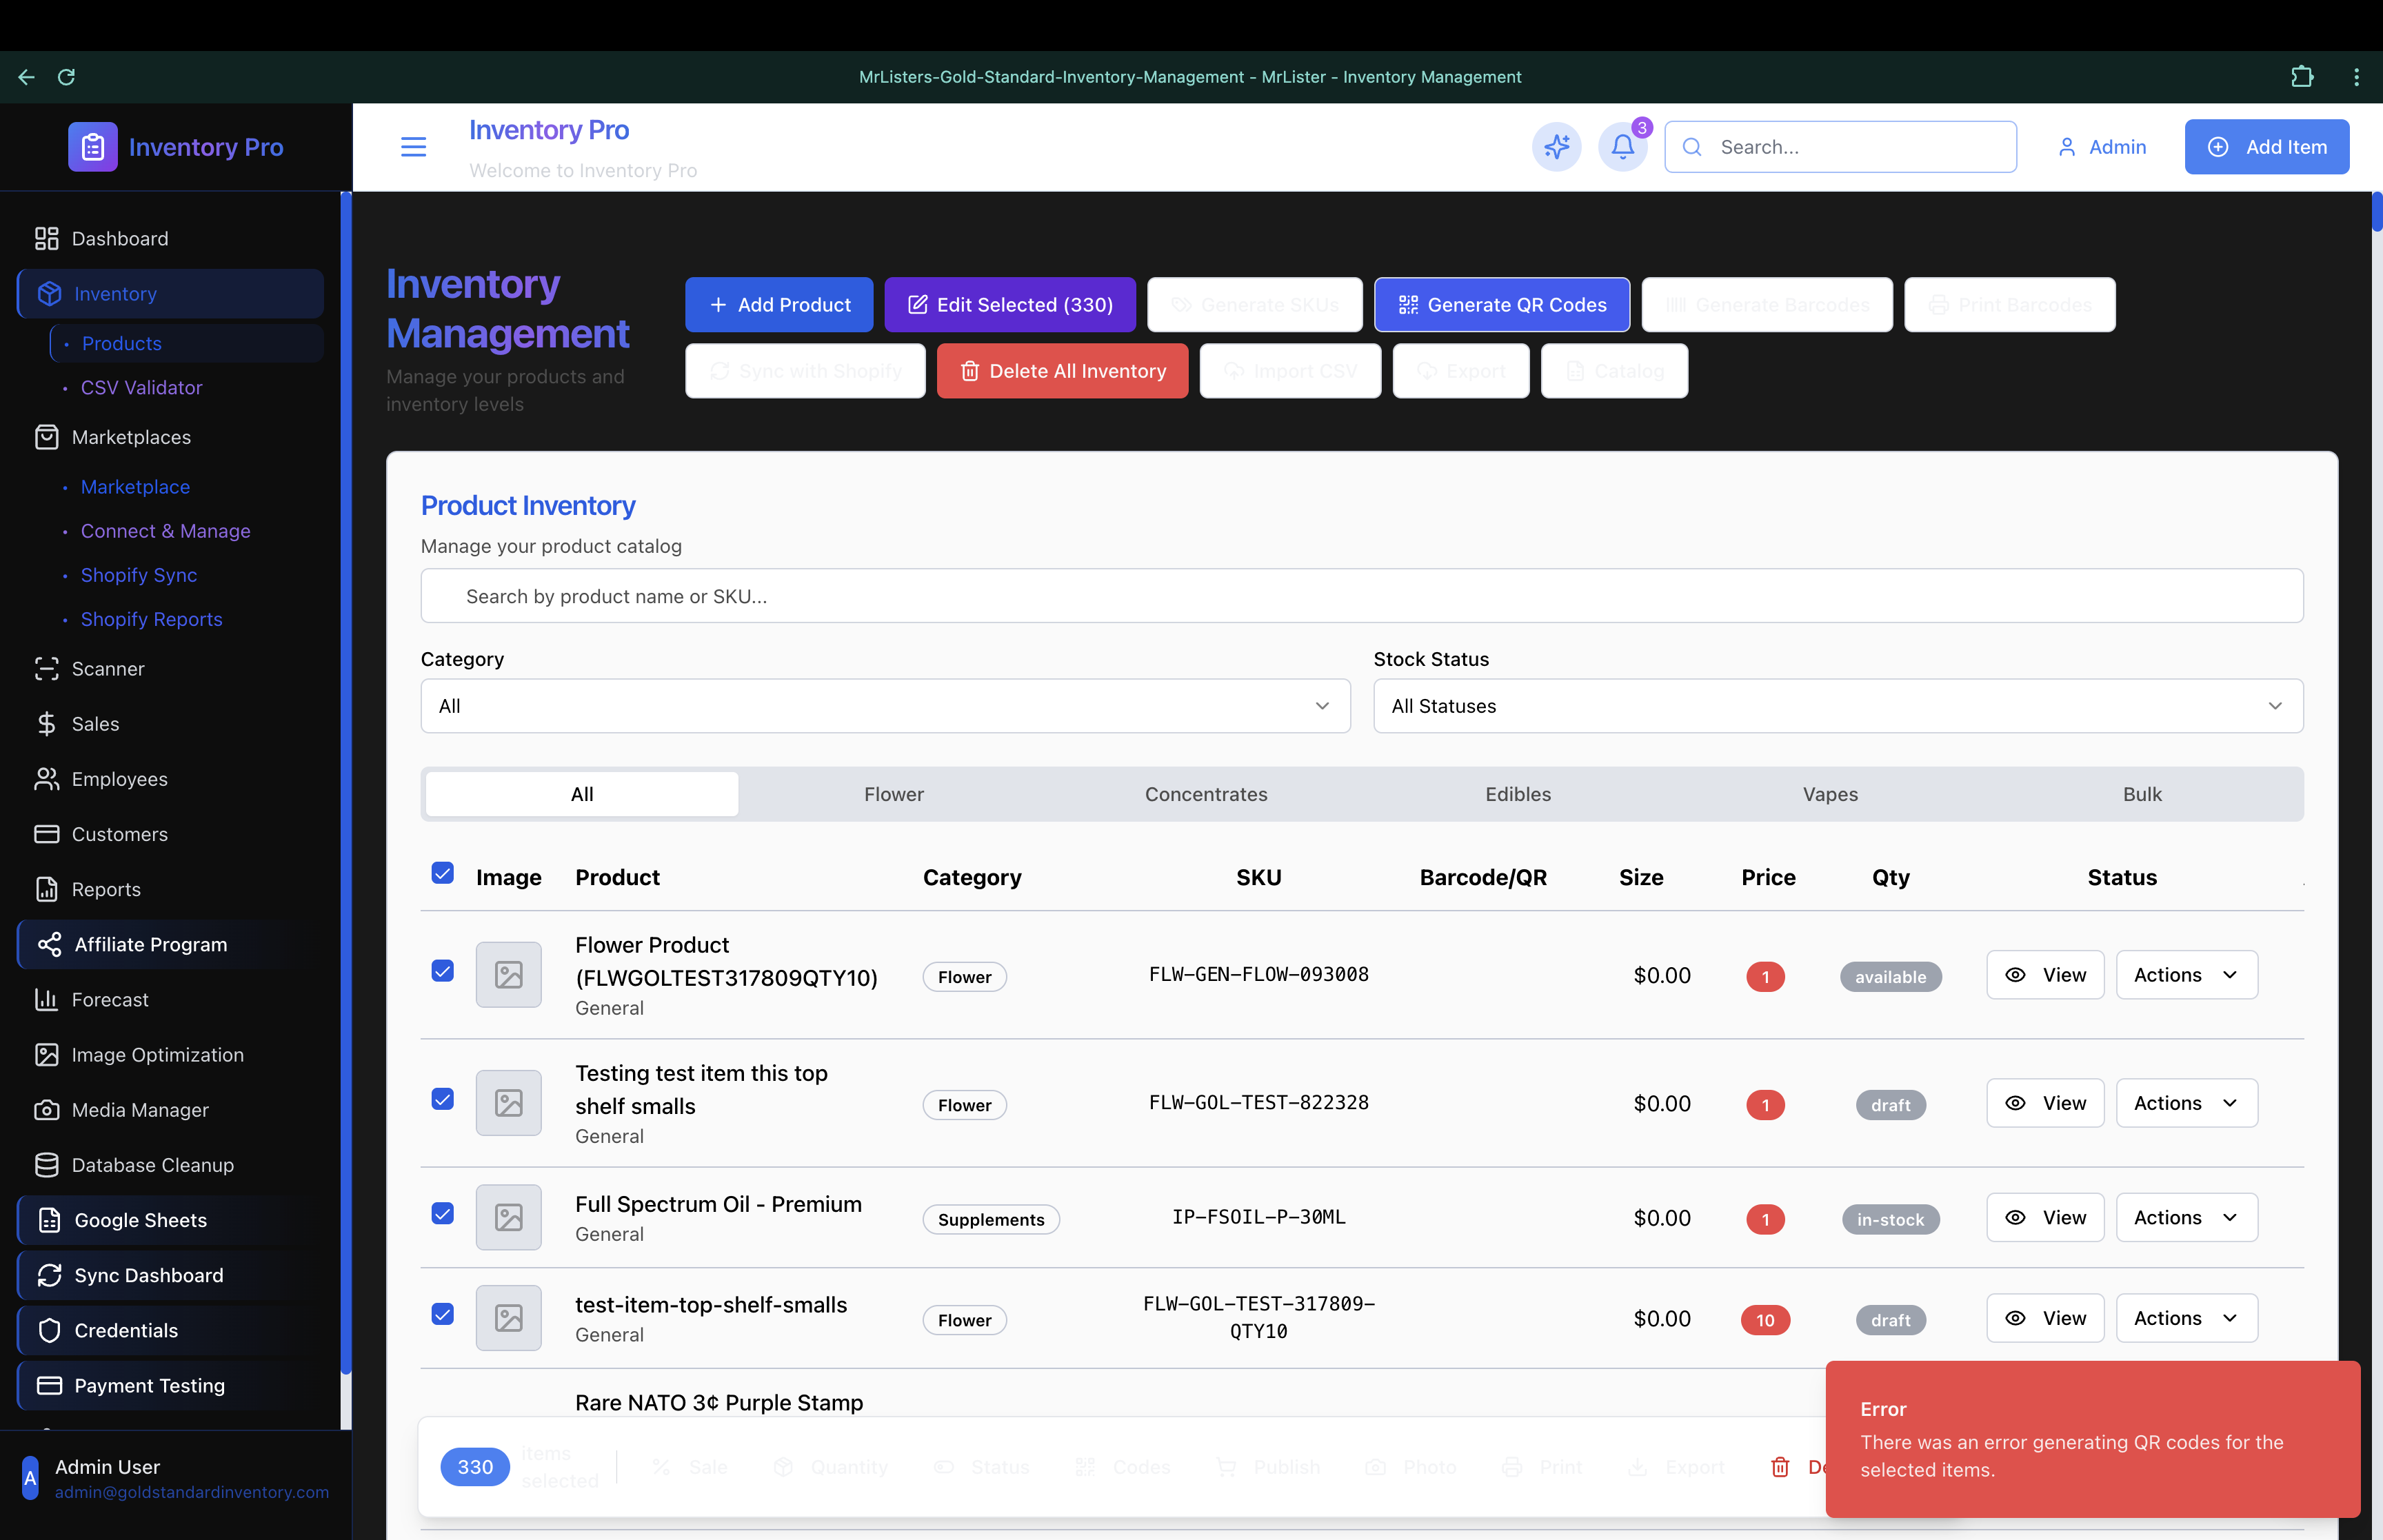 MrListers-Gold-Standard-Inventory-Management - MrLister - Inventory Management
Inventory Pro
Inventory Pro
Welcome to Inventory Pro
3
Search...
Admin
Add Item
Dashboard
Inventory
• Products
• CSV Validator
Marketplaces
• Marketplace
• Connect & Manage
• Shopify Sync
• Shopify Reports
Scanner
Sales
Employees
Customers
Reports
Affiliate Program
Forecast
Image Optimization
Media Manager
Database Cleanup
Google Sheets
Sync Dashboard
Credentials
Payment Testing
A
Admin User
admin@goldstandardinventory.com
Inventory
Management
Manage your products and
inventory levels
Add Product
Edit Selected (330)
Generate SKUs
Generate QR Codes
Generate Barcodes
Print Barcodes
Sync with Shopify
Delete All Inventory
Import CSV
Export
Catalog
Product Inventory
Manage your product catalog
Search by product name or SKU...
Category
Stock Status
All
All Statuses
All Flower Concentrates Edibles Vapes Bulk
Image Product Category SKU Barcode/QR Size Price Qty Status
Flower Product
(FLWGOLTEST317809QTY10)
General
Flower FLW-GEN-FLOW-093008 $0.00 1 available View Actions
Testing test item this top
shelf smalls
General
Flower FLW-GOL-TEST-822328 $0.00 1 draft View Actions
Full Spectrum Oil - Premium
General
Supplements IP-FSOIL-P-30ML $0.00 1 in-stock View Actions
test-item-top-shelf-smalls
General
Flower
FLW-GOL-TEST-317809-
QTY10
$0.00 10 draft View Actions
Rare NATO 3¢ Purple Stamp
330
items
selected
Sale Quantity Status Codes Publish Photo Print Export
Error
There was an error generating QR codes for the
selected items.